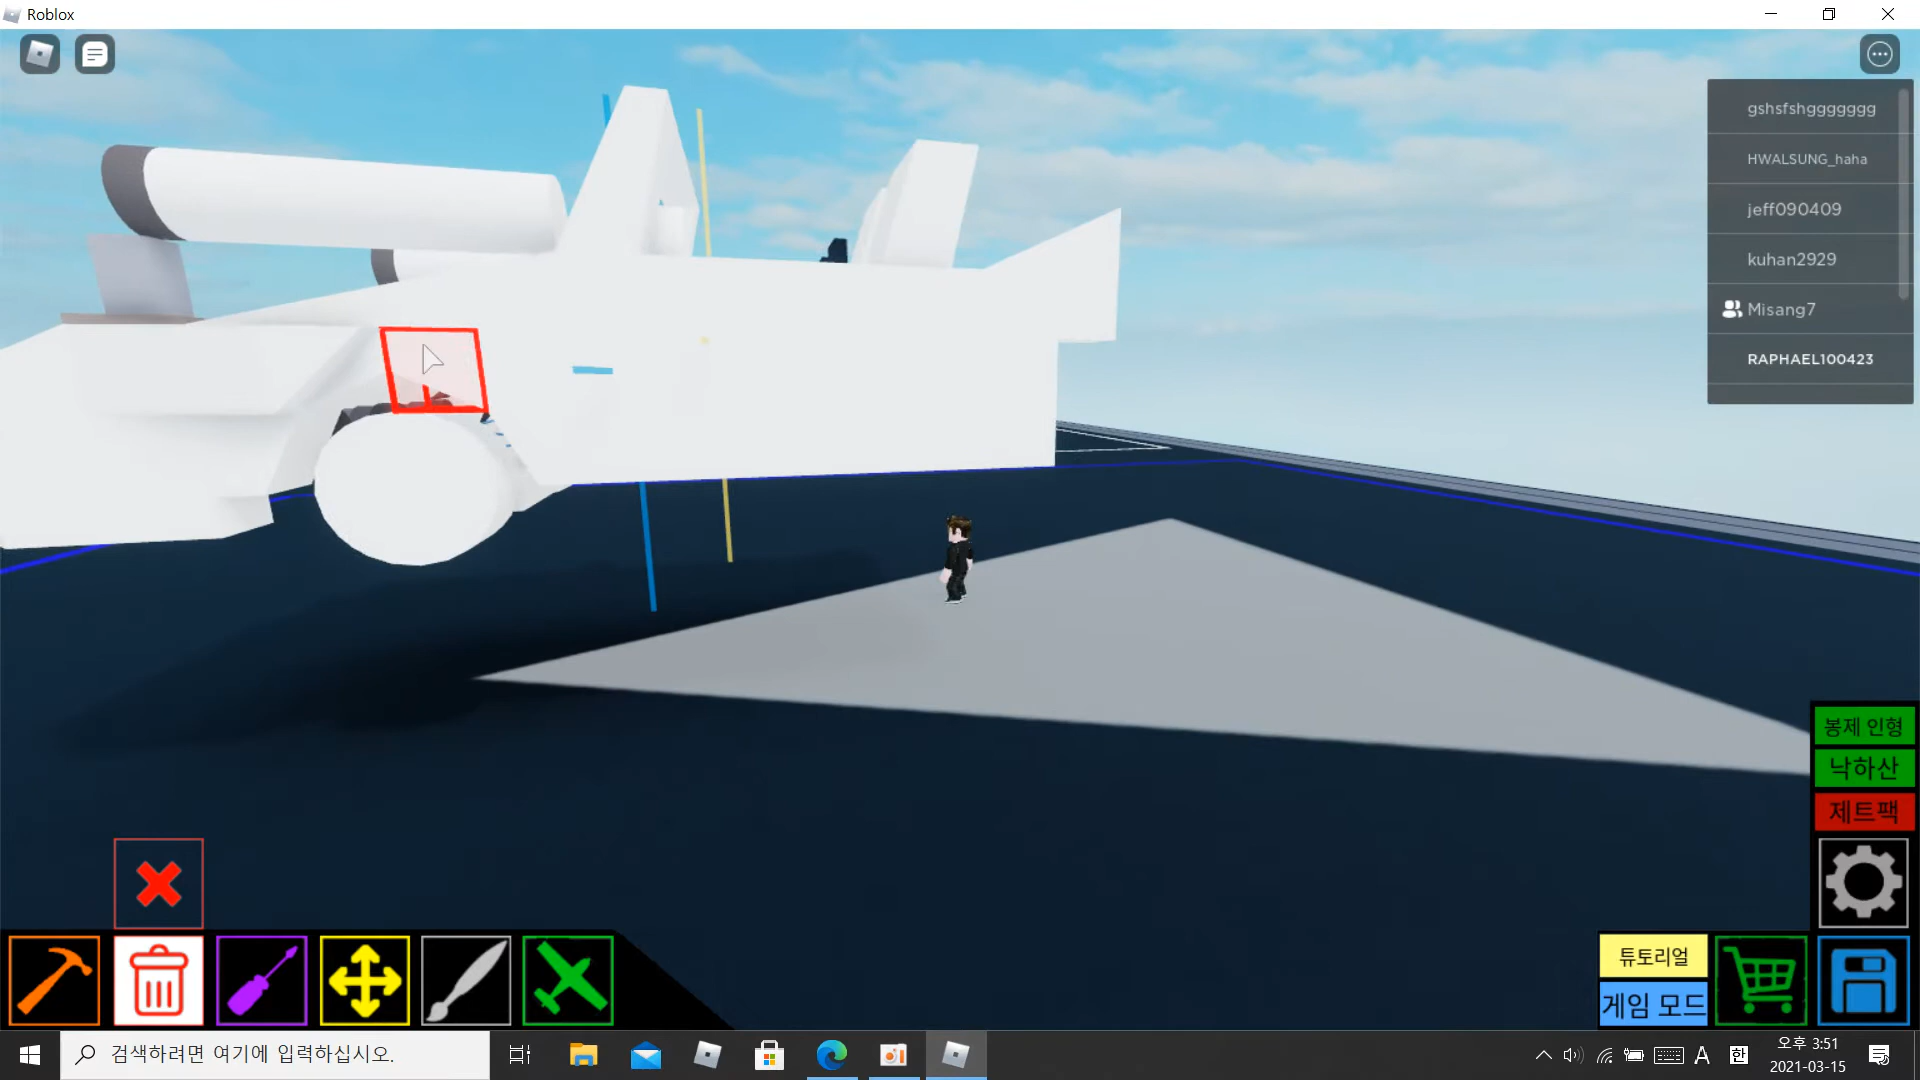 Roblox
gshsfshggggggg
HWALSUNG_haha
jeff090409
kuhan2929
Misang7
RAPHAEL100423
봉제 인형
낙하산
제트팩
튜토리얼
게임 모드
검색하려면 여기에 입력하십시오.
A
한
오후 3:51
2021-03-15